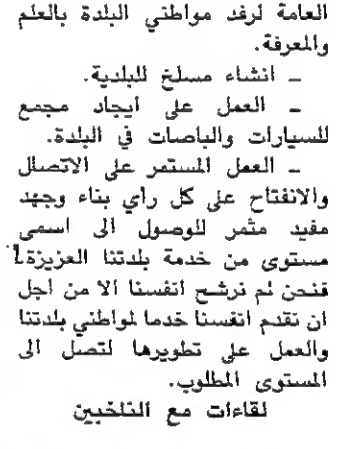 العامة لرفد مواطني البلدة بالعلم
والمعرفة.
ـ انشاء مسلخ للبلدية.
ـ العمل على ايجاد مجمع
للسيارات والباصات في البلدة.
ـ العمل المستمر على الاتصال
والانفتاح على كل رأي بناء وجهد
مفيد مثمر للوصول الى اسمى
مستوى من خدمة بلدتنا العزيزة
فنحن لم نرشح انفسنا الا من اجل
ان نقدم انفسنا خدما لمواطني بلدتنا
والعمل على تطويرها لتصل الى
المستوى المطلوب.
لقاءات مع الناخبين